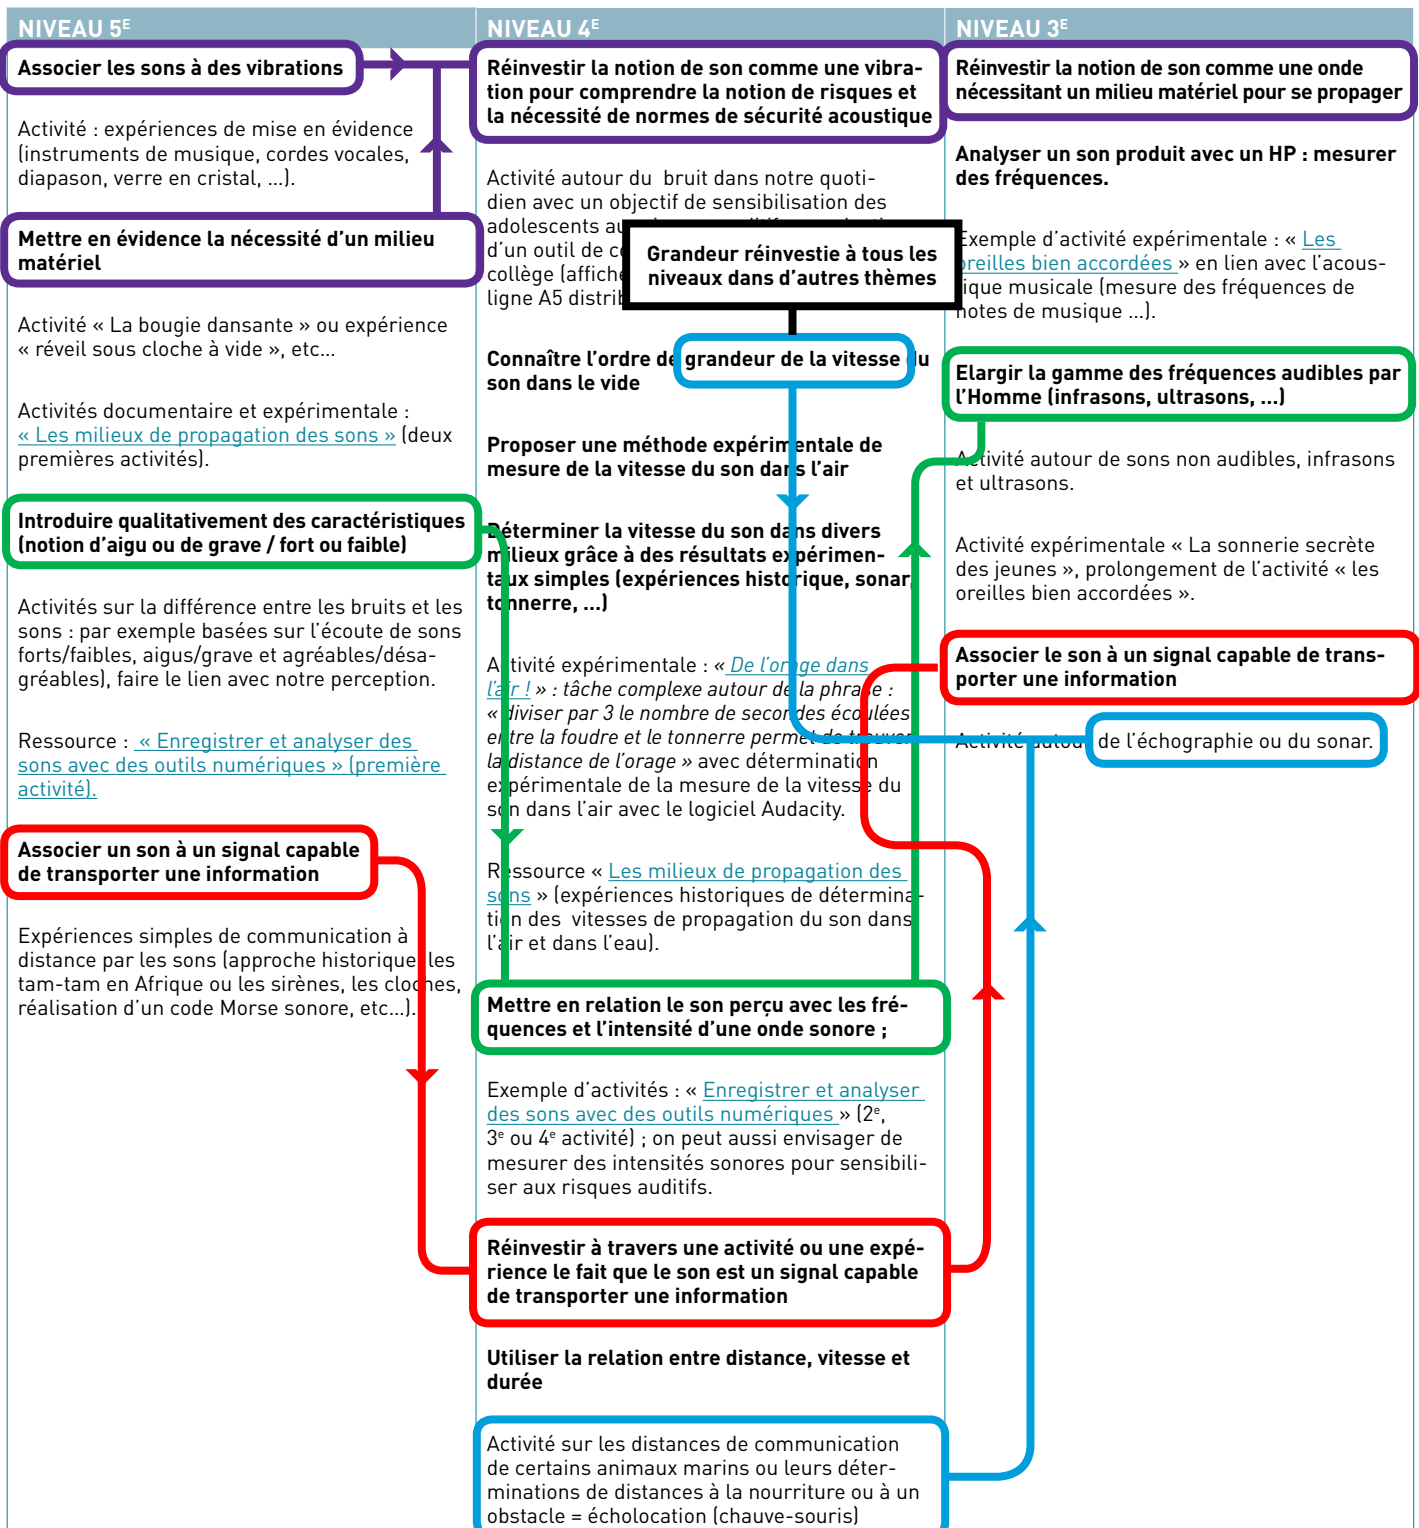 NIVEAU 5E
Associer les sons à des vibrations
Activité : expériences de mise en évidence
(instruments de musique, cordes vocales,
diapason, verre en cristal, ...).
Mettre en évidence la nécessité d’un milieu
matériel
Activité « La bougie dansante » ou expérience
« réveil sous cloche à vide », etc...
Activités documentaire et expérimentale :
« Les milieux de propagation des sons » (deux
premières activités).
Introduire qualitativement des caractéristiques
(notion d’aigu ou de grave / fort ou faible)
Activités sur la différence entre les bruits et les
sons : par exemple basées sur l’écoute de sons
forts/faibles, aigus/grave et agréables/désa-
gréables), faire le lien avec notre perception.
Ressource : « Enregistrer et analyser des
sons avec des outils numériques » (première
activité).
Associer un son à un signal capable
de transporter une information
Expériences simples de communication à
distance par les sons (approche historique, les
tam-tam en Afrique ou les sirènes, les cloches,
réalisation d’un code Morse sonore, etc...).
NIVEAU 4E
Réinvestir la notion de son comme une vibra-
tion pour comprendre la notion de risques et
la nécessité de normes de sécurité acoustique
Activité autour du bruit dans notre quoti-
dien avec un objectif de sensibilisation des
adolescents
d’un outil de
collège (affiche
ligne A5
Grandeur réinvestie à tous les
niveaux dans d’autres thèmes
Connaître l’ordre de grandeur de la vitesse du
son dans le vide
Proposer une méthode expérimentale de
mesure de la vitesse du son dans l’air
Déterminer la vitesse du son dans divers
milieux grâce à des résultats expérimen-
taux simples (expériences historique, sonar,
tonnerre, ...)
Activité expérimentale : « De l’orage dans
l’air ! » : tâche complexe autour de la phrase :
« diviser par 3 le nombre de secondes écoulées
entre la foudre et le tonnerre permet de trouver
la distance de l’orage » avec détermination
expérimentale de la mesure de la vitesse du
son dans l’air avec le logiciel Audacity.
Ressource « Les milieux de propagation des
sons » (expériences historiques de détermina-
tion des vitesses de propagation du son dans
l’air et dans l’eau).
Mettre en relation le son perçu avec les fré-
quences et l’intensité d’une onde sonore ;
Exemple d’activités : « Enregistrer et analyser
des sons avec des outils numériques » (2e,
3e ou 4e activité) ; on peut aussi envisager de
mesurer des intensités sonores pour sensibili-
ser aux risques auditifs.
Réinvestir à travers une activité ou une expé-
rience le fait que le son est un signal capable
de transporter une information
Utiliser la relation entre distance, vitesse et
durée
Activité sur les distances de communication
de certains animaux marins ou leurs déter-
minations de distances à la nourriture ou à un
obstacle = écholocation (chauve-souris)
NIVEAU 3E
Réinvestir la notion de son comme une onde
nécessitant un milieu matériel pour se propager
Analyser un son produit avec un HP : mesurer
des fréquences.
Exemple d’activité expérimentale : « Les
oreilles bien accordées » en lien avec l’acous-
tique musicale (mesure des fréquences de
notes de musique ...).
Elargir la gamme des fréquences audibles par
l’Homme (infrasons, ultrasons, ...)
Activité autour de sons non audibles, infrasons
et ultrasons.
Activité expérimentale « La sonnerie secrète
des jeunes », prolongement de l’activité « les
oreilles bien accordées ».
Associer le son à un signal capable de trans-
porter une information
Activité autour de l’échographie ou du sonar.